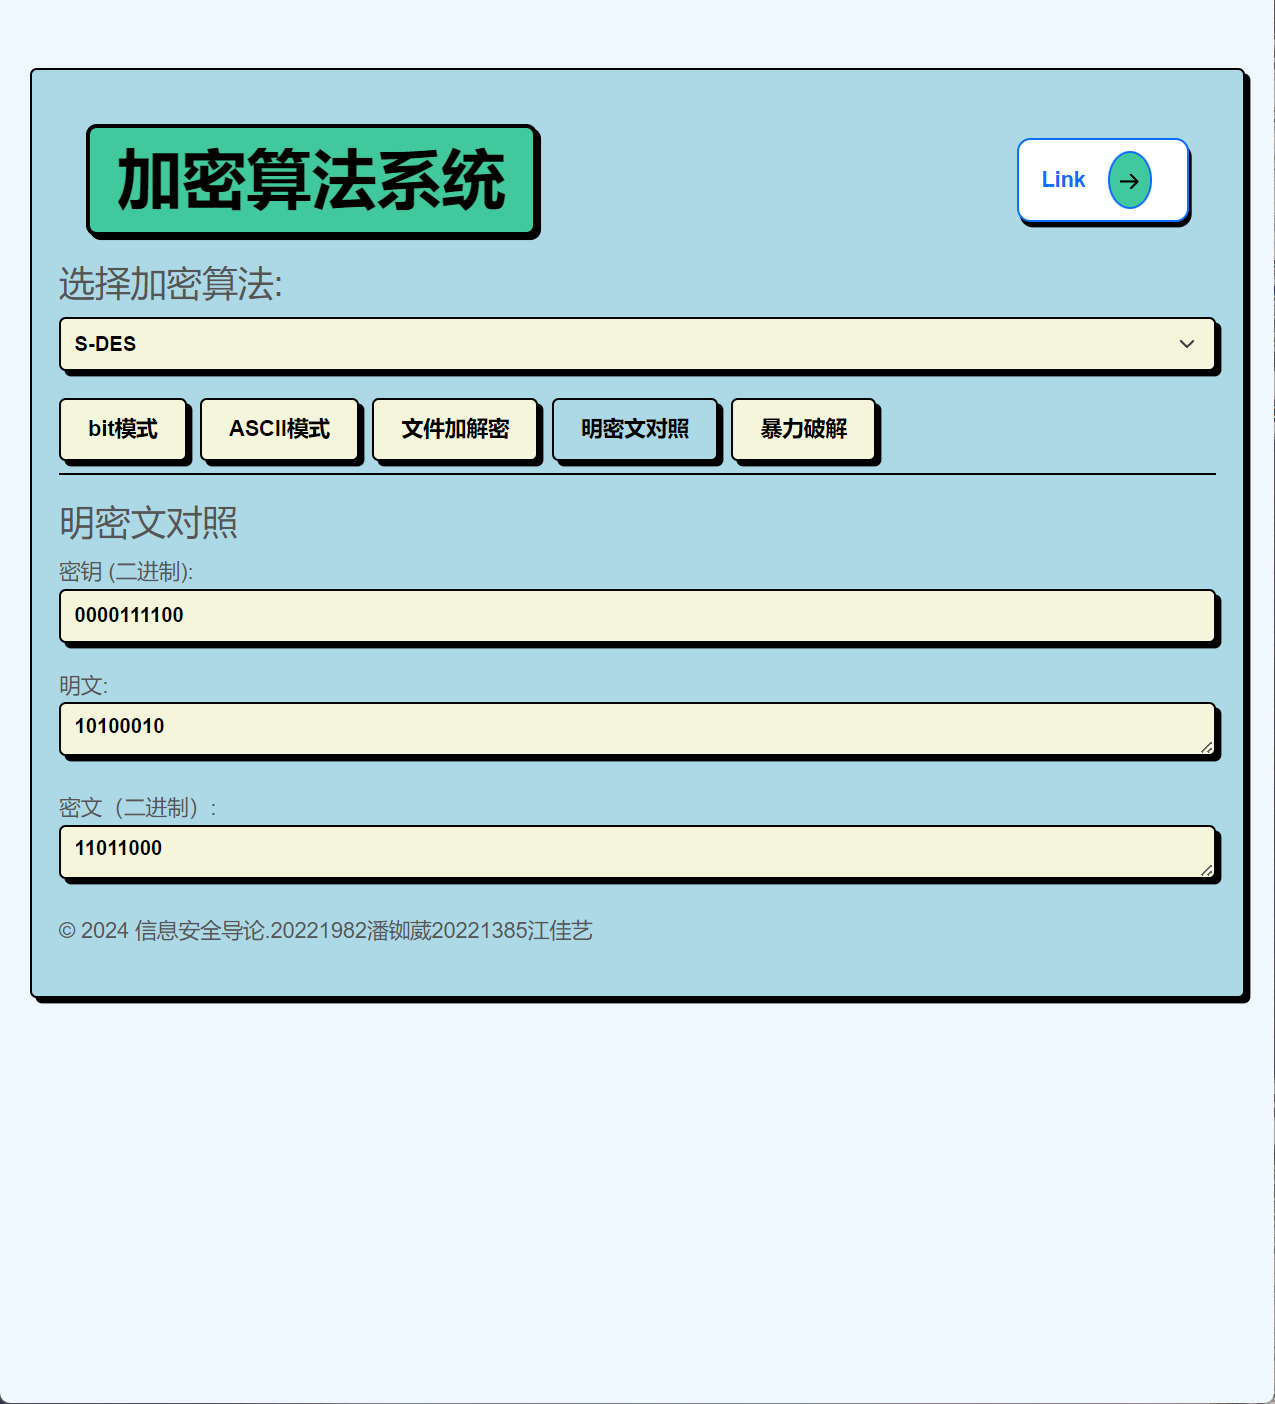 加密算法系统
Link
选择加密算法:
S-DES
bit模式 ASCII模式 文件加解密 明密文对照 暴力破解
明密文对照
密钥 (二进制):
0000111100
明文:
10100010
密文（二进制）:
11011000
© 2024 信息安全导论.20221982潘铷葳20221385江佳艺